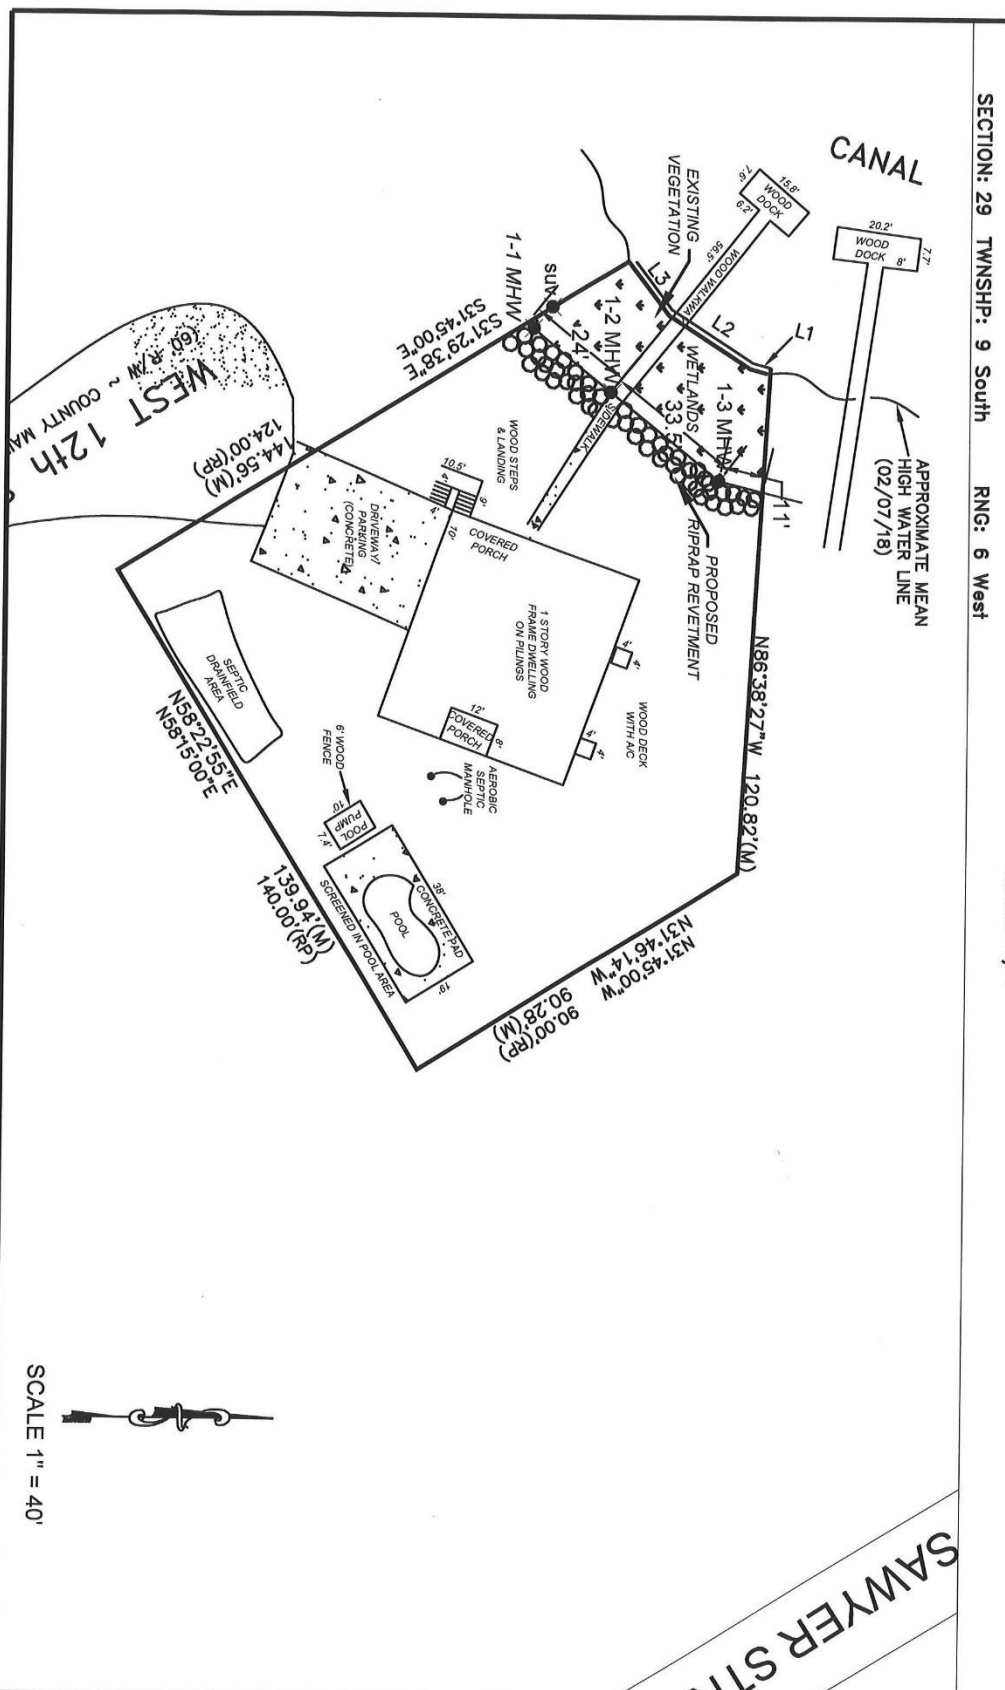 SECTION: 29 TWNSHP: 9 South RNG: 6 West
CANAL
APPROXIMATE MEAN
HIGH WATER LINE
(02/07/18)
20.2'
7.7'
WOOD
DOCK 8'
15.8'
7.6'
6.2'
WOOD
DOCK
56.5'
WOOD WALKWA
EXISTING
VEGETATION
L1
L2
L3
WETLANDS
1-1 MHW
1-2 MHW
1-3 MHW
24'
33.5
11'
SIDEWALK
PROPOSED
RIPRAP REVETMENT
N86°38'27"W 120.82'(M)
S31°45'00"E
S31°29'38"E
144.56'(M)
124.00'(RP)
WEST 12th
(60' R/W ~ COUNTY MAI
WOOD STEPS
& LANDING
10.5'
4'
9'
4'
10'
COVERED
PORCH
DRIVEWAY/
PARKING
(CONCRETE)
1 STORY WOOD
FRAME DWELLING
ON PILINGS
4'
4'
4'
4'
WOOD DECK
WITH A/C
12'
8'
COVERED
PORCH
AEROBIC
SEPTIC
MANHOLE
SEPTIC
DRAINFIELD
AREA
6' WOOD
FENCE
10'
7.4'
POOL
PUMP
38'
19'
CONCRETE PAD
POOL
SCREENED IN POOL AREA
N58°22'55"E
N58°15'00"E
139.94'(M)
140.00'(RP)
N31°45'00"W
N31°46'14"W
90.00'(RP)
90.28'(M)
SCALE 1" = 40'
SAWYER